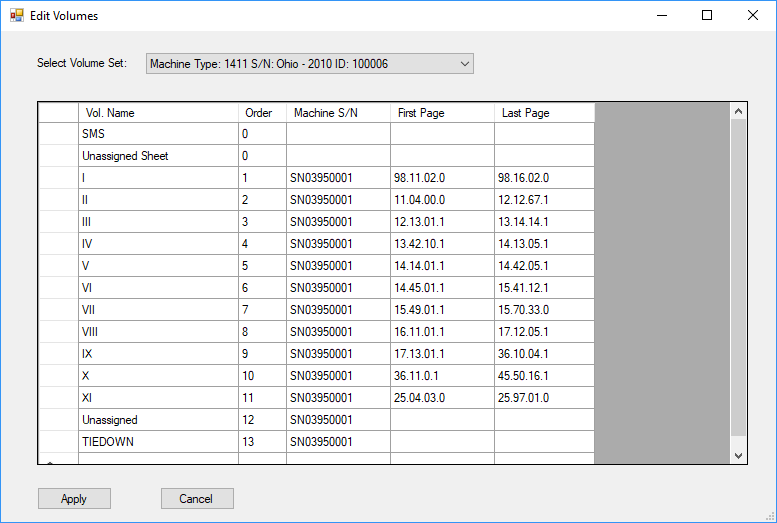 Edit Volumes
Select Volume Set: Machine Type: 1411 S/N: Ohio - 2010 ID: 100006
Vol. Name Order Machine S/N First Page Last Page
SMS 0
Unassigned Sheet 0
I 1 SN03950001 98.11.02.0 98.16.02.0
II 2 SN03950001 11.04.00.0 12.12.67.1
III 3 SN03950001 12.13.01.1 13.14.14.1
IV 4 SN03950001 13.42.10.1 14.13.05.1
V 5 SN03950001 14.14.01.1 14.42.05.1
VI 6 SN03950001 14.45.01.1 15.41.12.1
VII 7 SN03950001 15.49.01.1 15.70.33.0
VIII 8 SN03950001 16.11.01.1 17.12.05.1
IX 9 SN03950001 17.13.01.1 36.10.04.1
X 10 SN03950001 36.11.0.1 45.50.16.1
XI 11 SN03950001 25.04.03.0 25.97.01.0
Unassigned 12 SN03950001
TIEDOWN 13 SN03950001
Apply Cancel